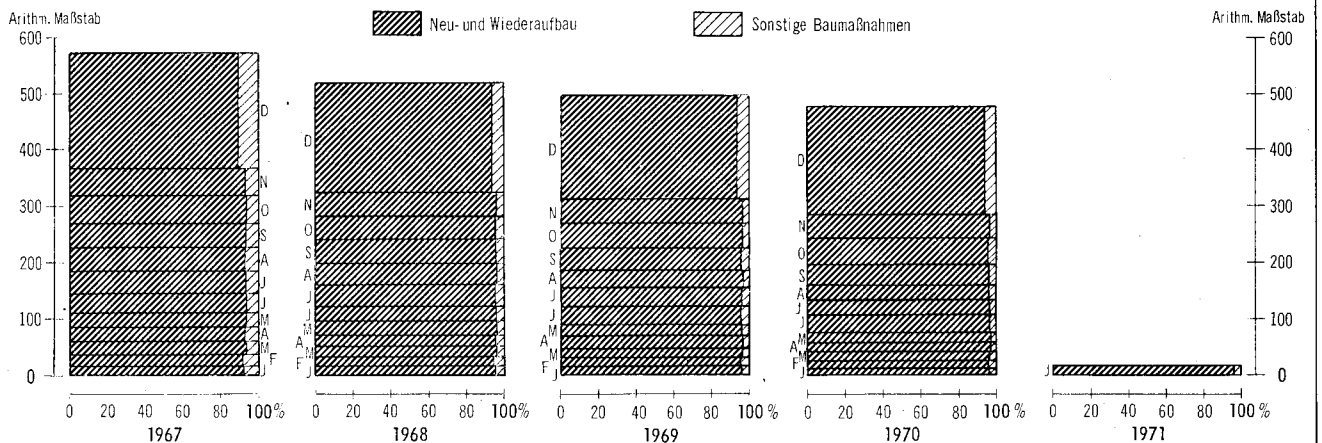 Arithm. Maßstab
Neu- und Wiederaufbau
Sonstige Baumaßnahmen
Arithm. Maßstab
600
500
400
300
200
100
0
D
N
O
S
A
J
J
M
A
M
F
J
D
N
O
S
A
J
J
M
A
M
F
J
D
N
O
S
A
J
J
M
A
M
F
J
D
N
O
S
A
J
J
M
A
M
F
J
J
600
500
400
300
200
100
0
0 20 40 60 80 100%
0 20 40 60 80 100%
0 20 40 60 80 100%
0 20 40 60 80 100%
0 20 40 60 80 100%
1967
1968
1969
1970
1971